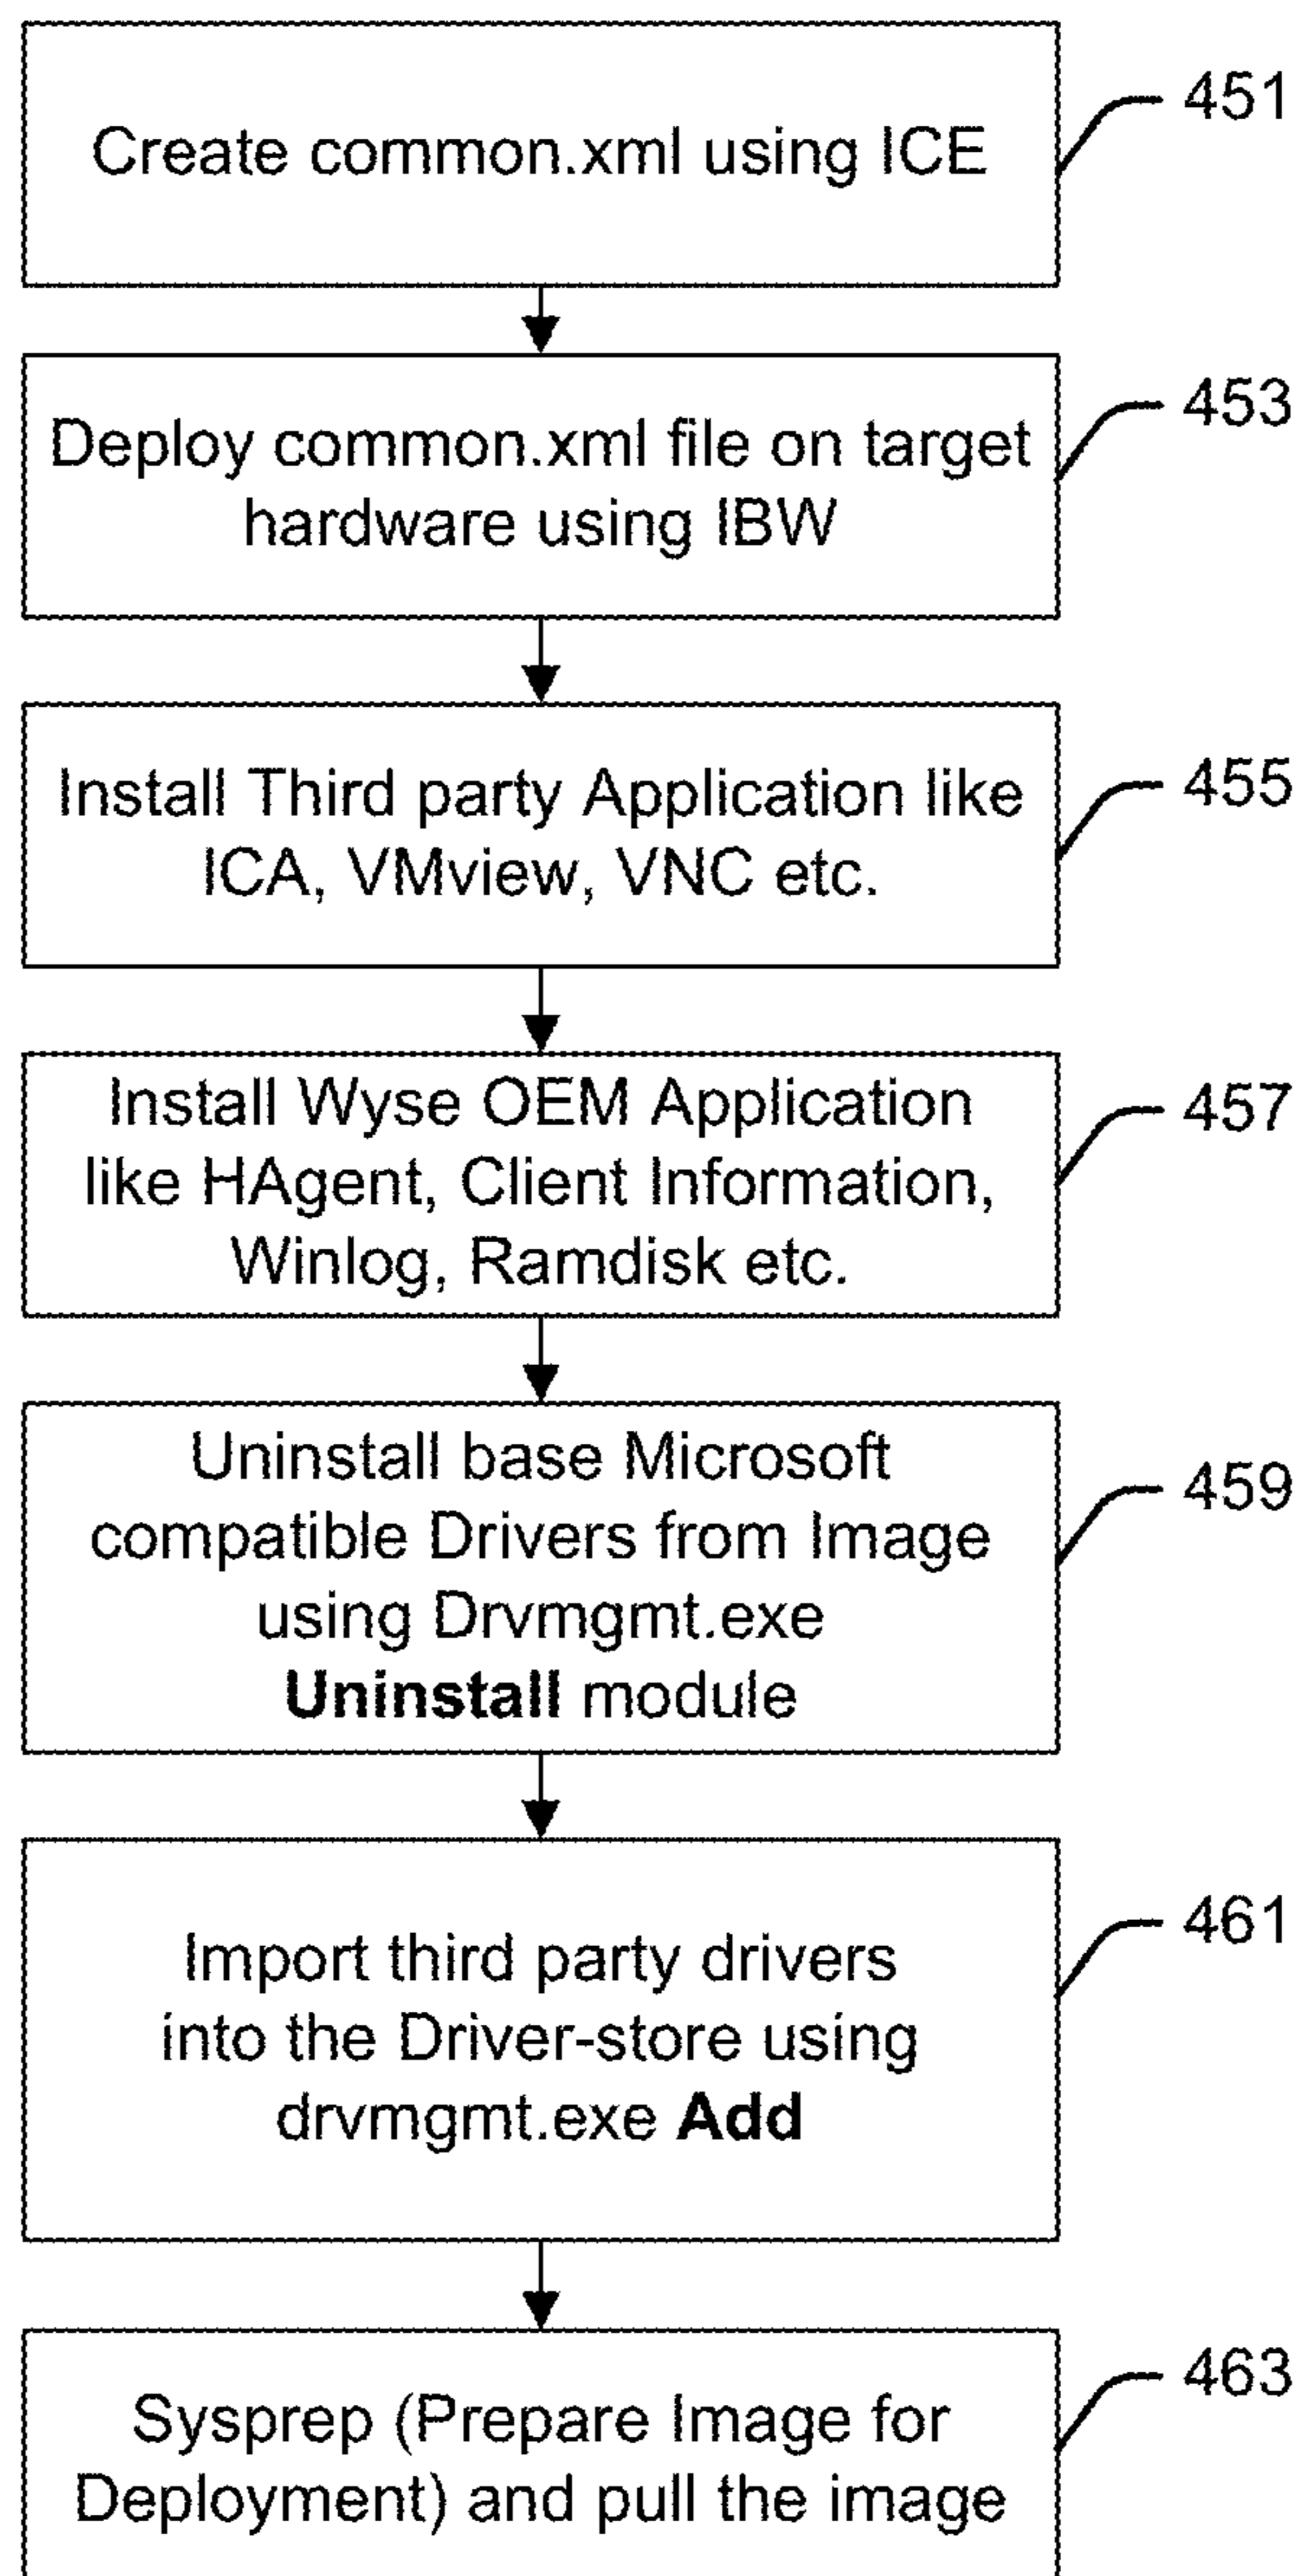 Create common.xml using ICE
451
Deploy common.xml file on target
hardware using IBW
453
Install Third party Application like
ICA, VMview, VNC etc.
455
Install Wyse OEM Application
like HAgent, Client Information,
Winlog, Ramdisk etc.
457
Uninstall base Microsoft
compatible Drivers from Image
using Drvmgmt.exe
Uninstall module
459
Import third party drivers
into the Driver-store using
drvmgmt.exe Add
461
Sysprep (Prepare Image for
Deployment) and pull the image
463